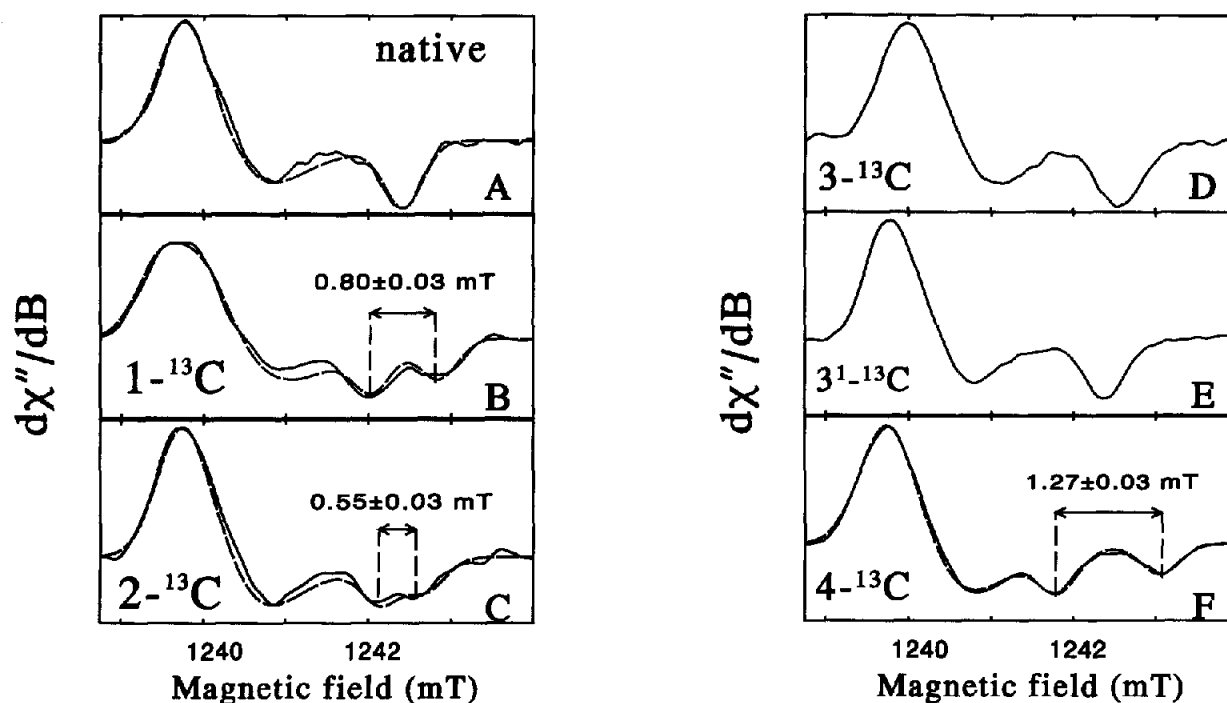 native
A
1-¹³C
0.80±0.03 mT
B
2-¹³C
0.55±0.03 mT
C
dχ″/dB
1240 1242
Magnetic field (mT)
3-¹³C
D
3¹-¹³C
E
4-¹³C
1.27±0.03 mT
F
dχ″/dB
1240 1242
Magnetic field (mT)